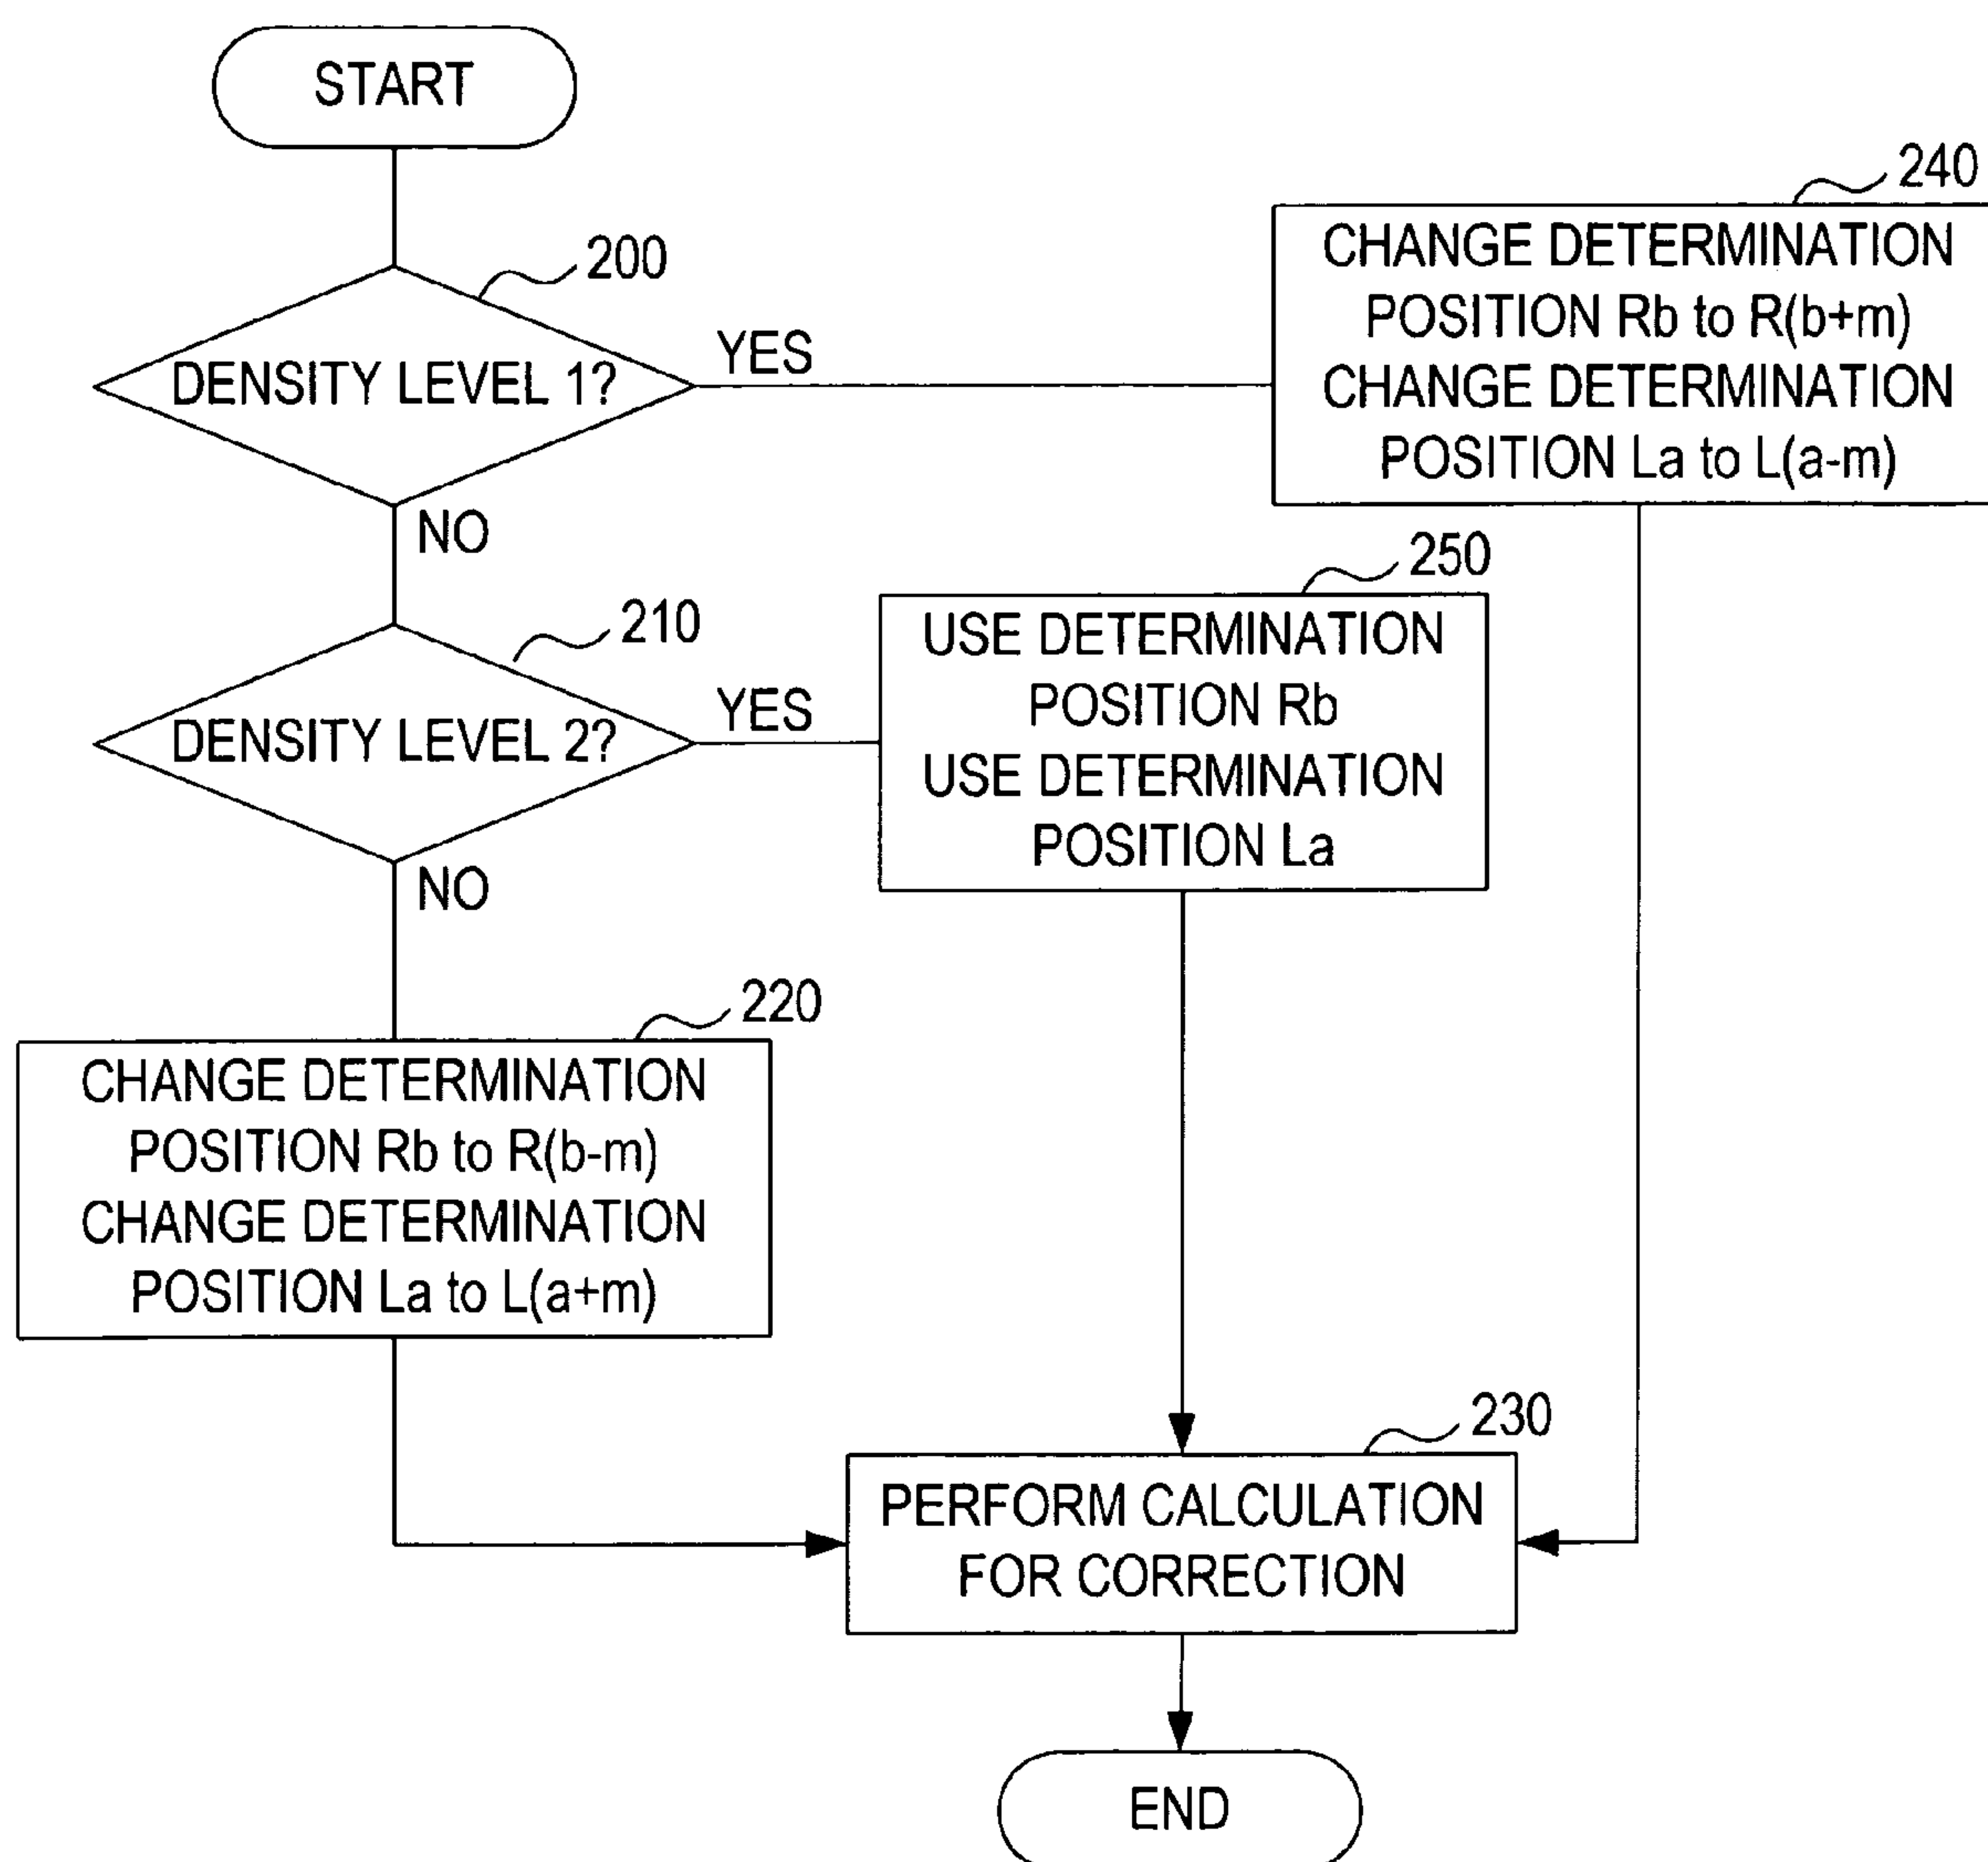 START
200
DENSITY LEVEL 1?
YES
NO
240
CHANGE DETERMINATION
POSITION Rb to R(b+m)
CHANGE DETERMINATION
POSITION La to L(a-m)
210
DENSITY LEVEL 2?
YES
NO
250
USE DETERMINATION
POSITION Rb
USE DETERMINATION
POSITION La
220
CHANGE DETERMINATION
POSITION Rb to R(b-m)
CHANGE DETERMINATION
POSITION La to L(a+m)
230
PERFORM CALCULATION
FOR CORRECTION
END